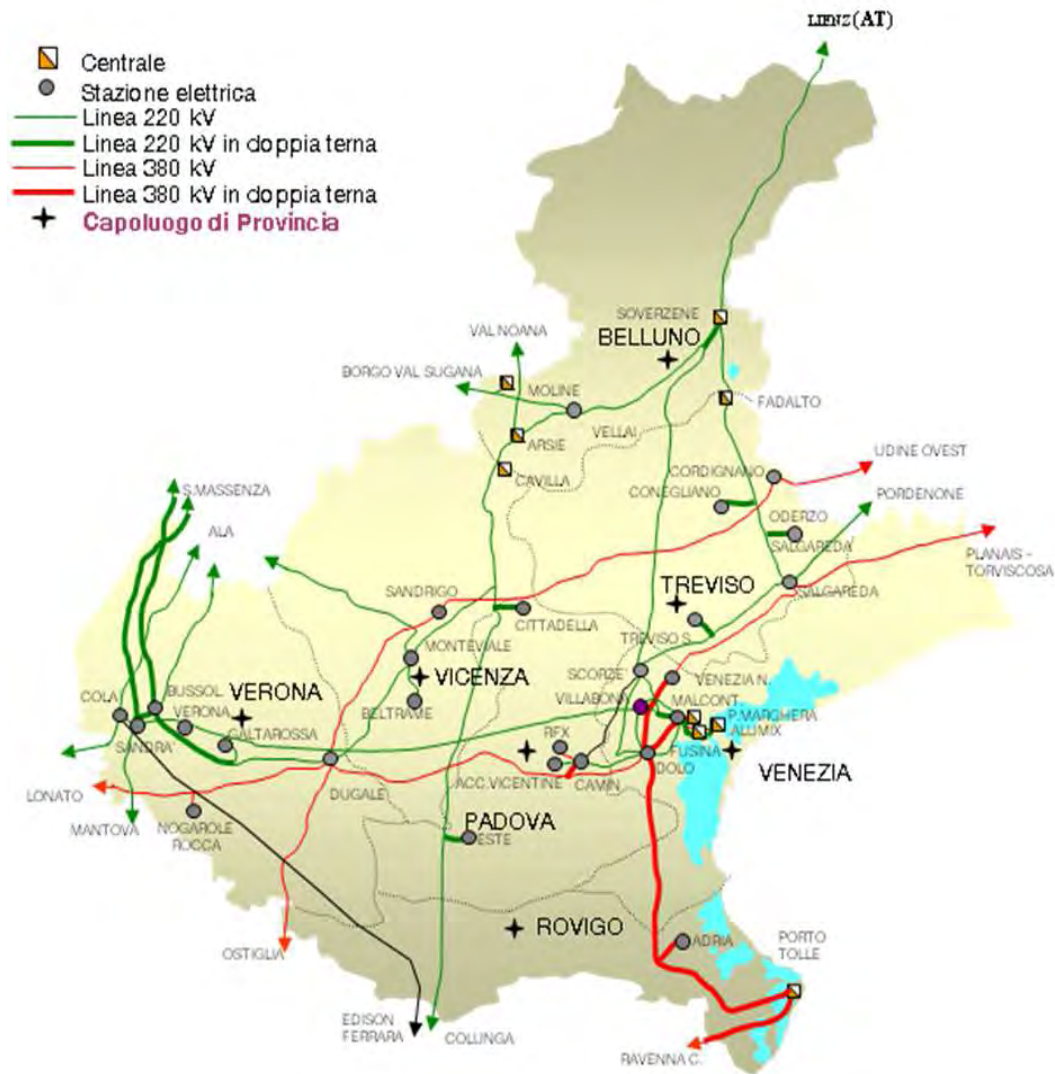 LIENZ(AT)
Centrale
Stazione elettrica
Linea 220 kV
Linea 220 kV in doppia terna
Linea 380 kV
Linea 380 kV in doppia terna
Capoluogo di Provincia
SOVERZENE
VAL NOANA
BELLUNO
BORGO VAL SUGANA
MOLINE
FADALTO
VELLAI
ARSIE
UDINE OVEST
CORDIGNANO
CAVILLA
S.MASSENZA
CONEGLIANO
PORDENONE
ODERZO
ALA
SALGAREDA
PLANAIS -
TORVISCOSA
TREVISO
SANDRIGO
SALGAREDA
CITTADELLA
TREVISO S.
MONTEVIALE
SCORZE'
VENEZIA N.
VICENZA
COLA
BUSSOL.
VERONA
VILLABONA
MALCONT.
VERONA
BELTRAME
P.MARGHERA
GALTAROSSA
ALUMIX
RFX
SANDRA'
FUSINA
DOLO
VENEZIA
ACC.VICENTINE
CAMIN
LONATO
DUGALE
MANTOVA
NOGAROLE
ROCCA
PADOVA
ESTE
ROVIGO
ADRIA
PORTO
TOLLE
OSTIGLIA
EDISON
FERRARA
COLUNGA
RAVENNA C.